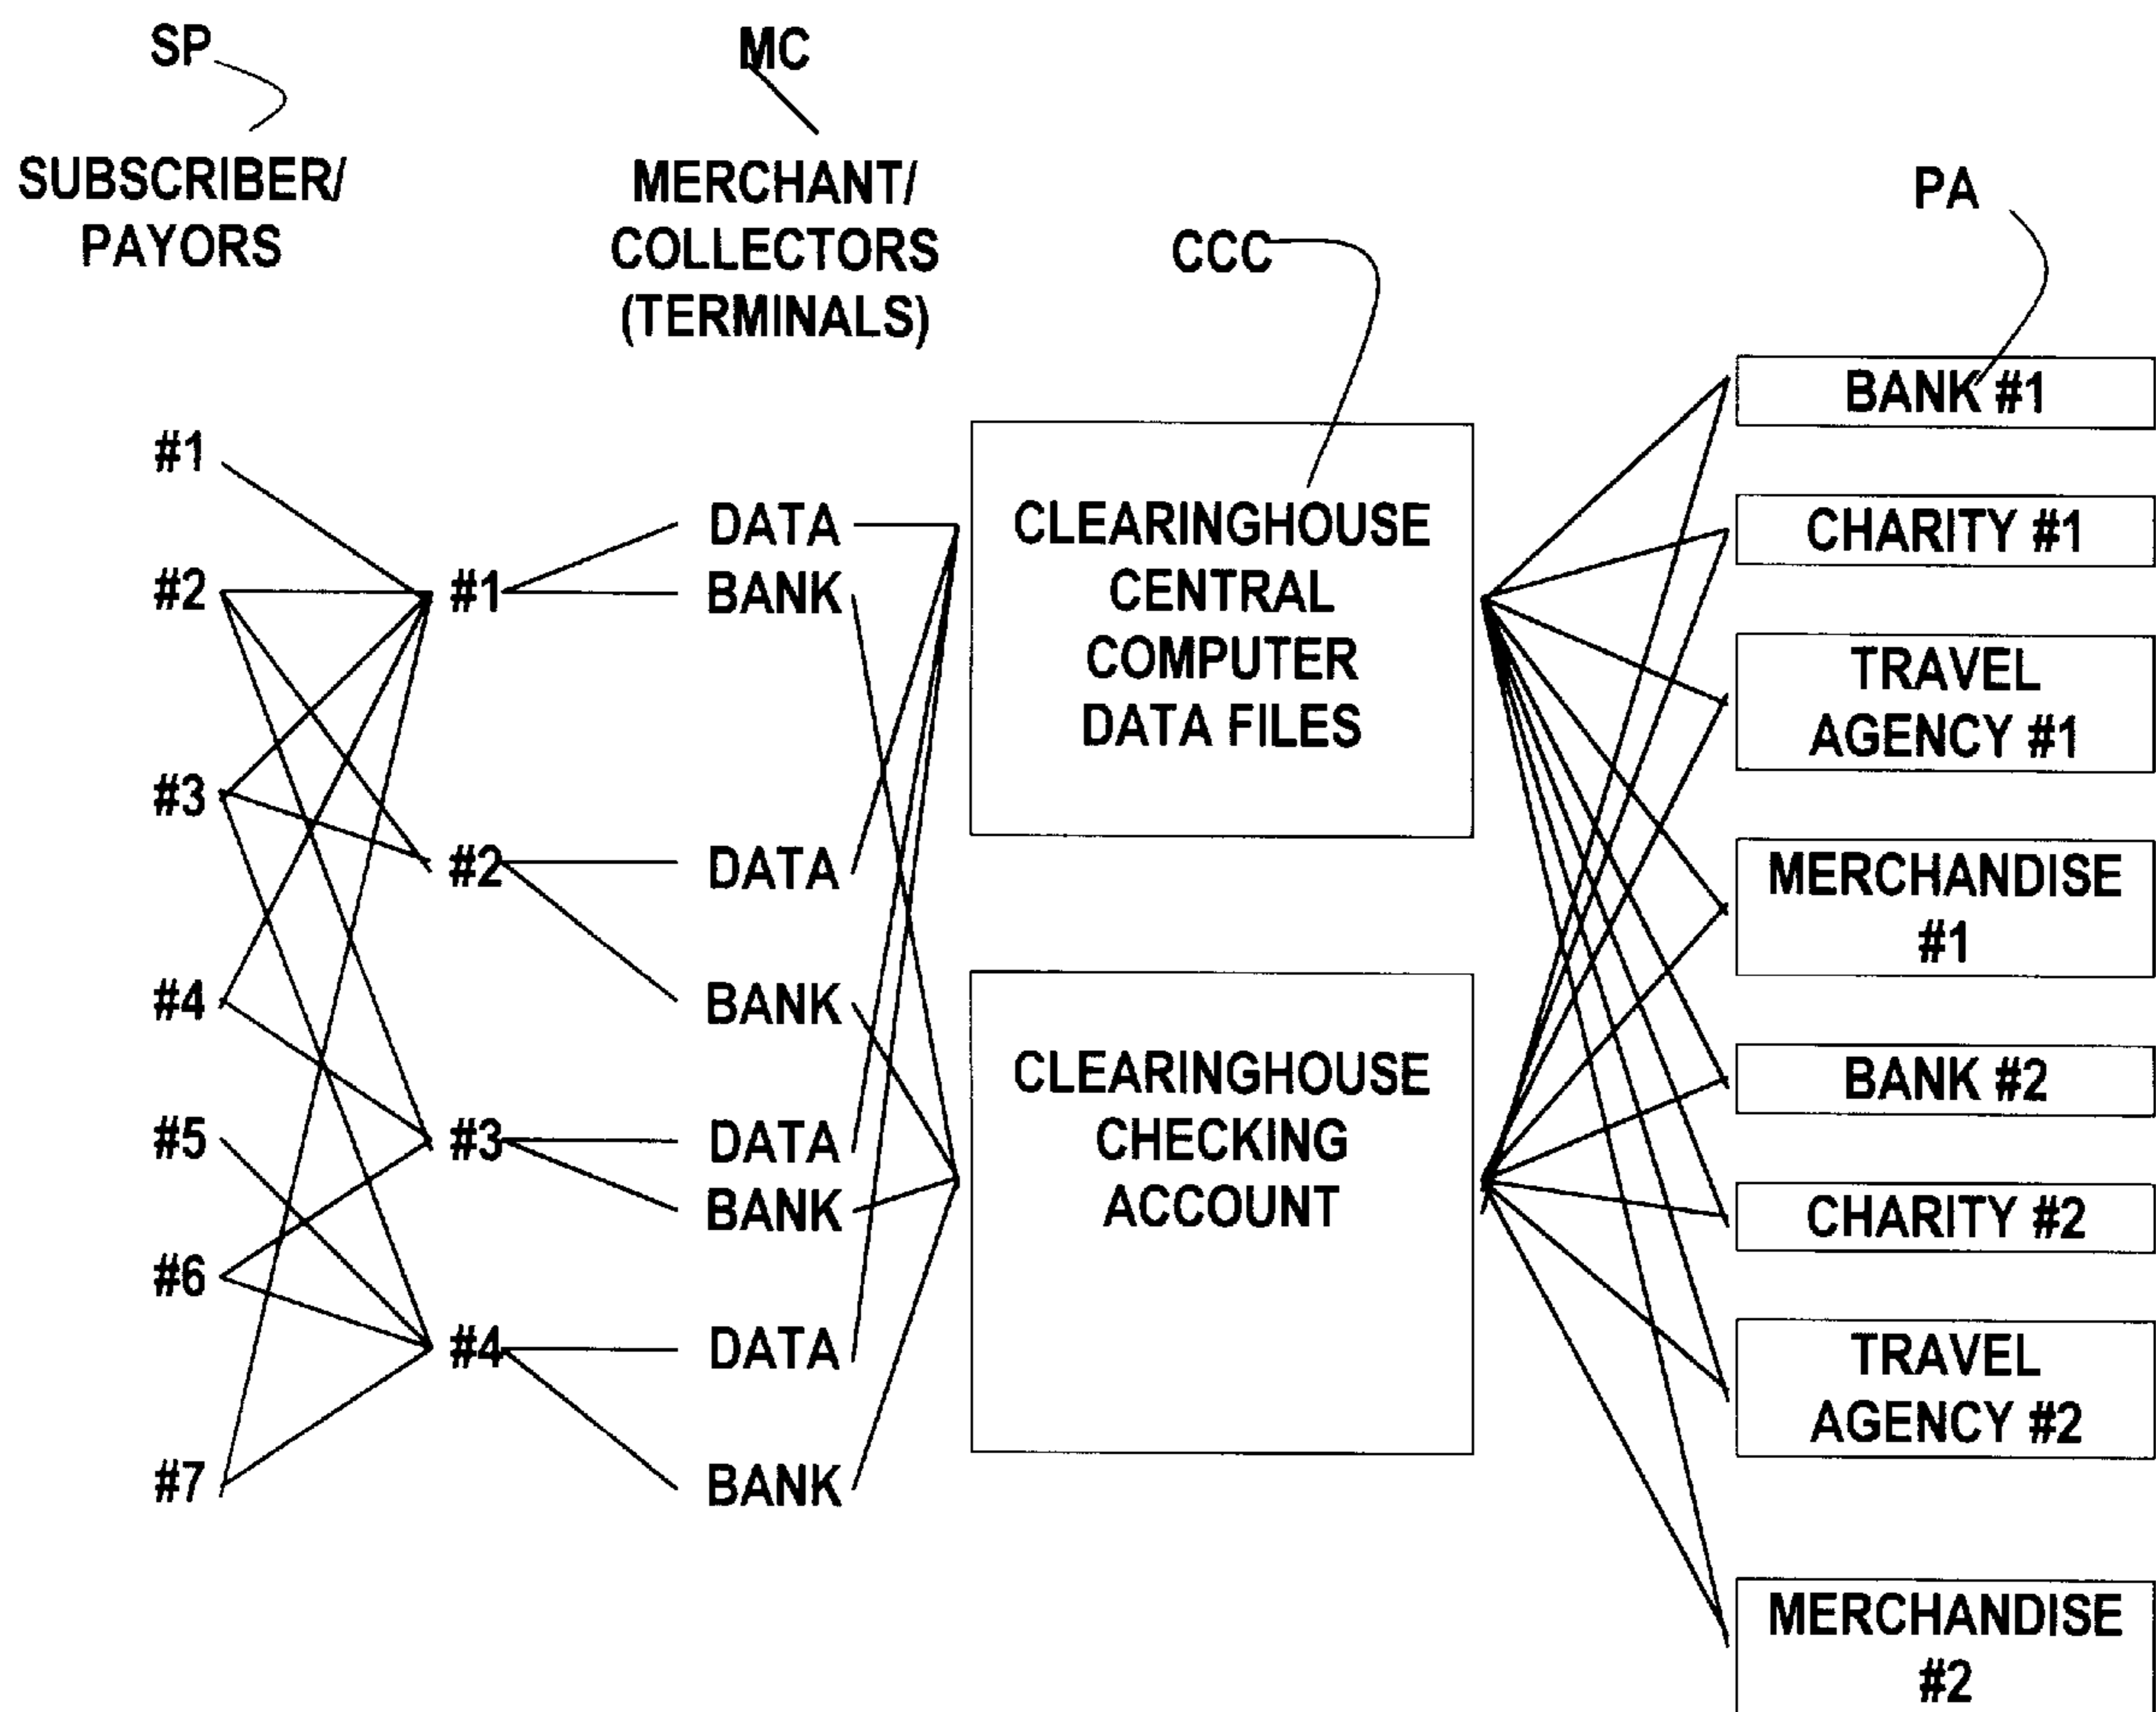 SP
SUBSCRIBER/
PAYORS
#1
#2
#3
#4
#5
#6
#7
MC
MERCHANT/
COLLECTORS
(TERMINALS)
#1
DATA
BANK
#2
DATA
BANK
#3
DATA
BANK
#4
DATA
BANK
CCC
CLEARINGHOUSE
CENTRAL
COMPUTER
DATA FILES
CLEARINGHOUSE
CHECKING
ACCOUNT
PA
BANK #1
CHARITY #1
TRAVEL
AGENCY #1
MERCHANDISE
#1
BANK #2
CHARITY #2
TRAVEL
AGENCY #2
MERCHANDISE
#2